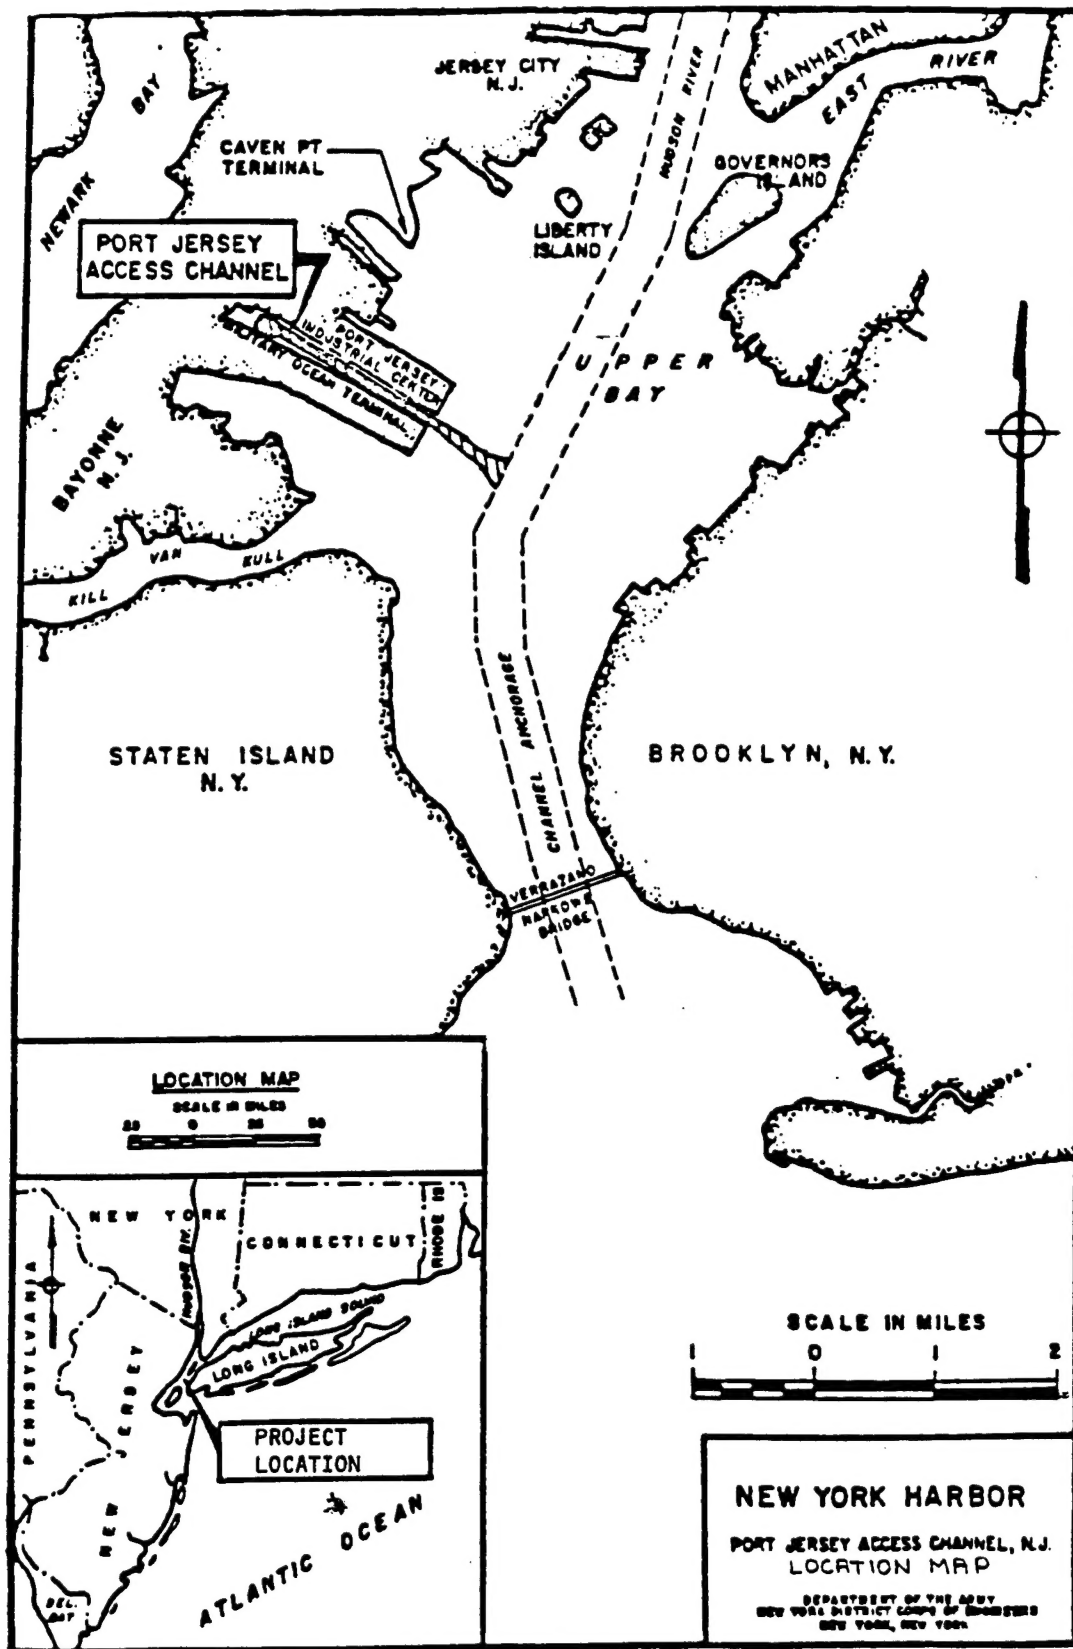 JERSEY CITY
N.J.
HUDSON RIVER
MANHATTAN
EAST RIVER
NEWARK BAY
CAVEN PT
TERMINAL
GOVERNORS
LIBERTY
ISLAND
PORT JERSEY
ACCESS CHANNEL
PORT JERSEY
INDUSTRIAL CENTER
OCEAN TERMINAL
UPPER
BAY
BAYONNE
N.J.
KILL VAN KULL
STATEN ISLAND
N.Y.
BROOKLYN, N.Y.
CHANNEL ANCHORAGE
VERRAZANO
BRIDGE
LOCATION MAP
SCALE IN MILES
25 0 25 50
NEW YORK
CONNECTICUT
RHODE IS
HUDSON RIV.
PENNSYLVANIA
NEW JERSEY
LONG ISLAND SOUND
LONG ISLAND
PROJECT
LOCATION
ATLANTIC OCEAN
DEL.
BAY
SCALE IN MILES
1 0 1 2
NEW YORK HARBOR
PORT JERSEY ACCESS CHANNEL, N.J.
LOCATION MAP
DEPARTMENT OF THE ARMY
NEW YORK DISTRICT CORPS OF ENGINEERS
NEW YORK, NEW YORK